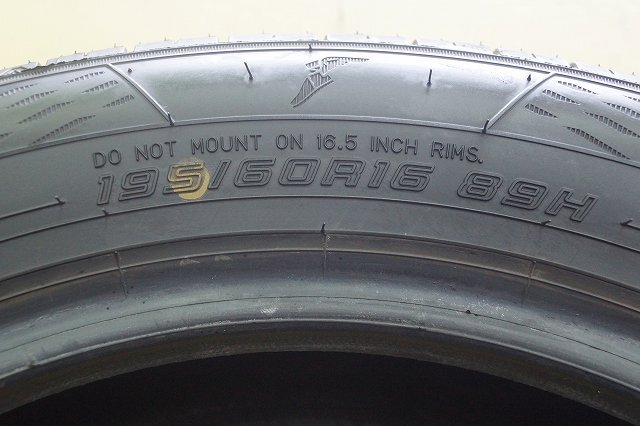 DO NOT MOUNT ON 16.5 INCH RIMS.
195/60R16 89H